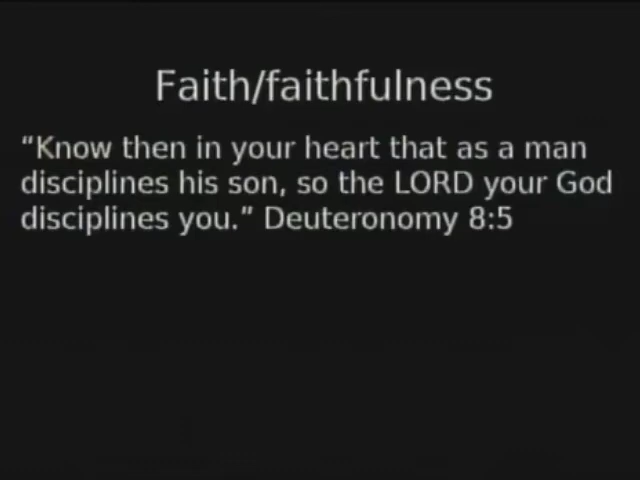 Faith/faithfulness
“Know then in your heart that as a man
disciplines his son, so the LORD your God
disciplines you.” Deuteronomy 8:5